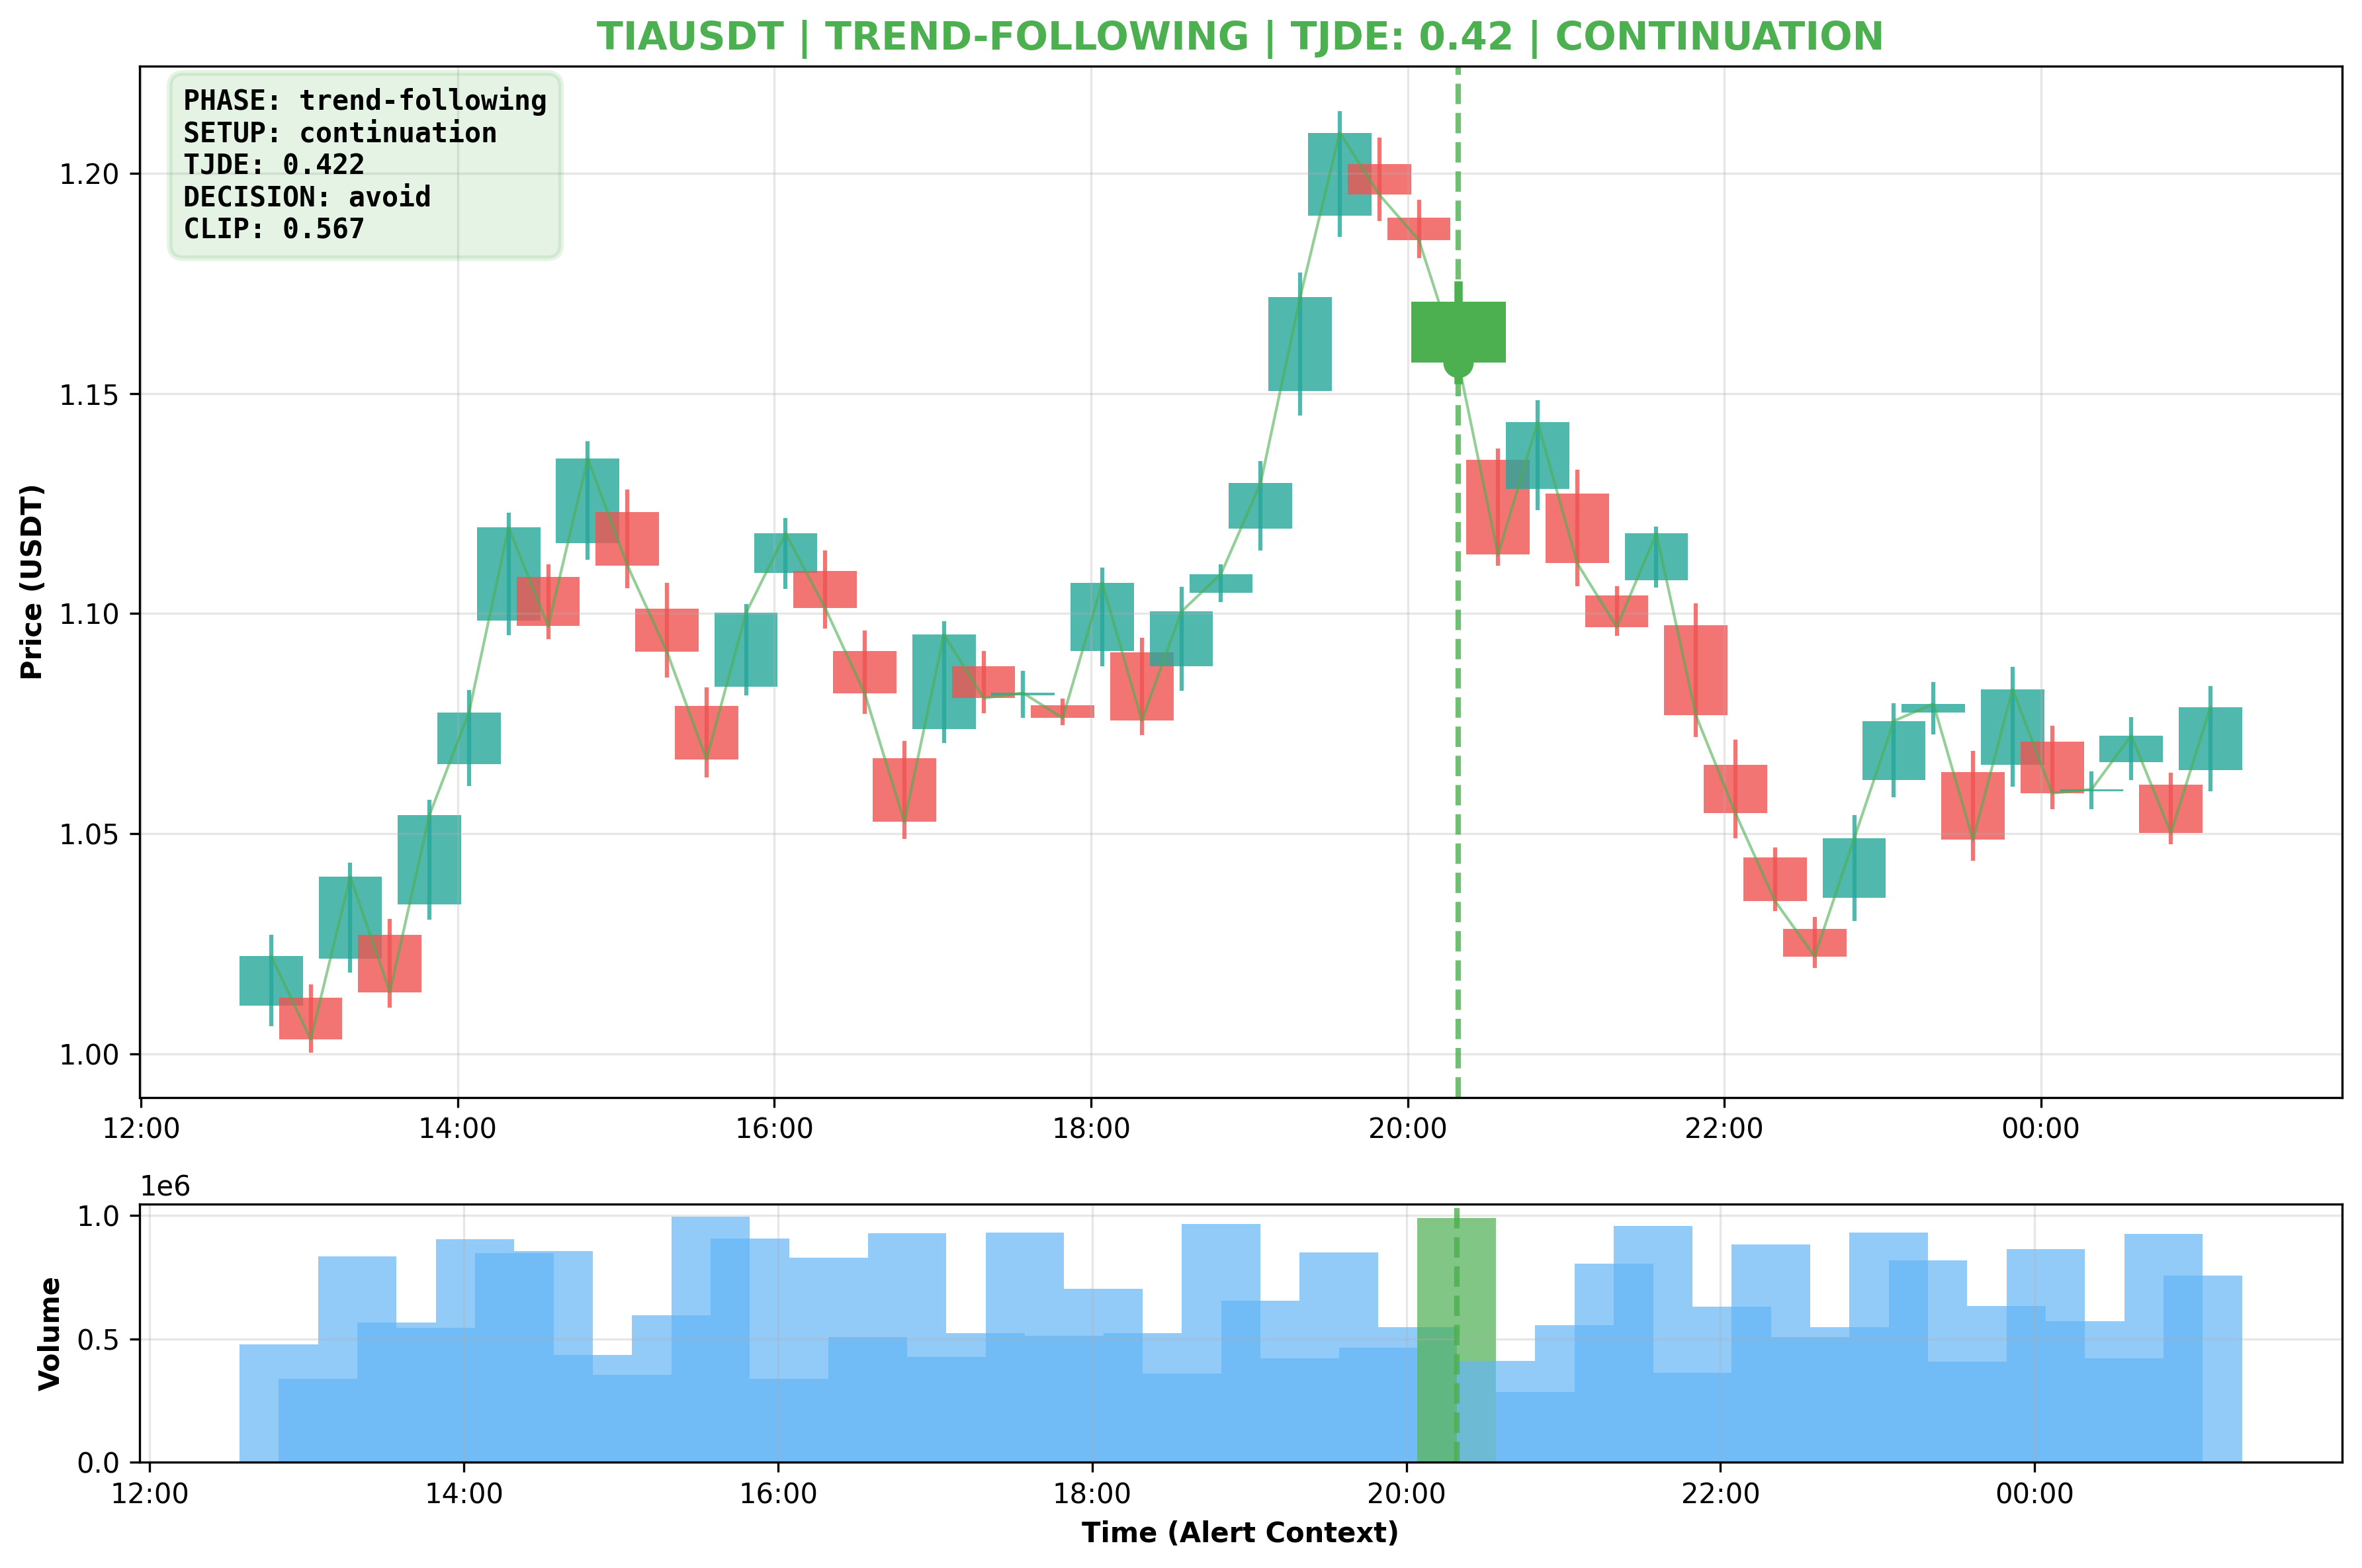 TIAUSDT | TREND-FOLLOWING | TJDE: 0.42 | CONTINUATION
PHASE: trend-following
SETUP: continuation
TJDE: 0.422
DECISION: avoid
CLIP: 0.567
Price (USDT)
1.20
1.15
1.10
1.05
1.00
12:00 14:00 16:00 18:00 20:00 22:00 00:00
1e6
Volume
1.0
0.5
0.0
12:00 14:00 16:00 18:00 20:00 22:00 00:00
Time (Alert Context)